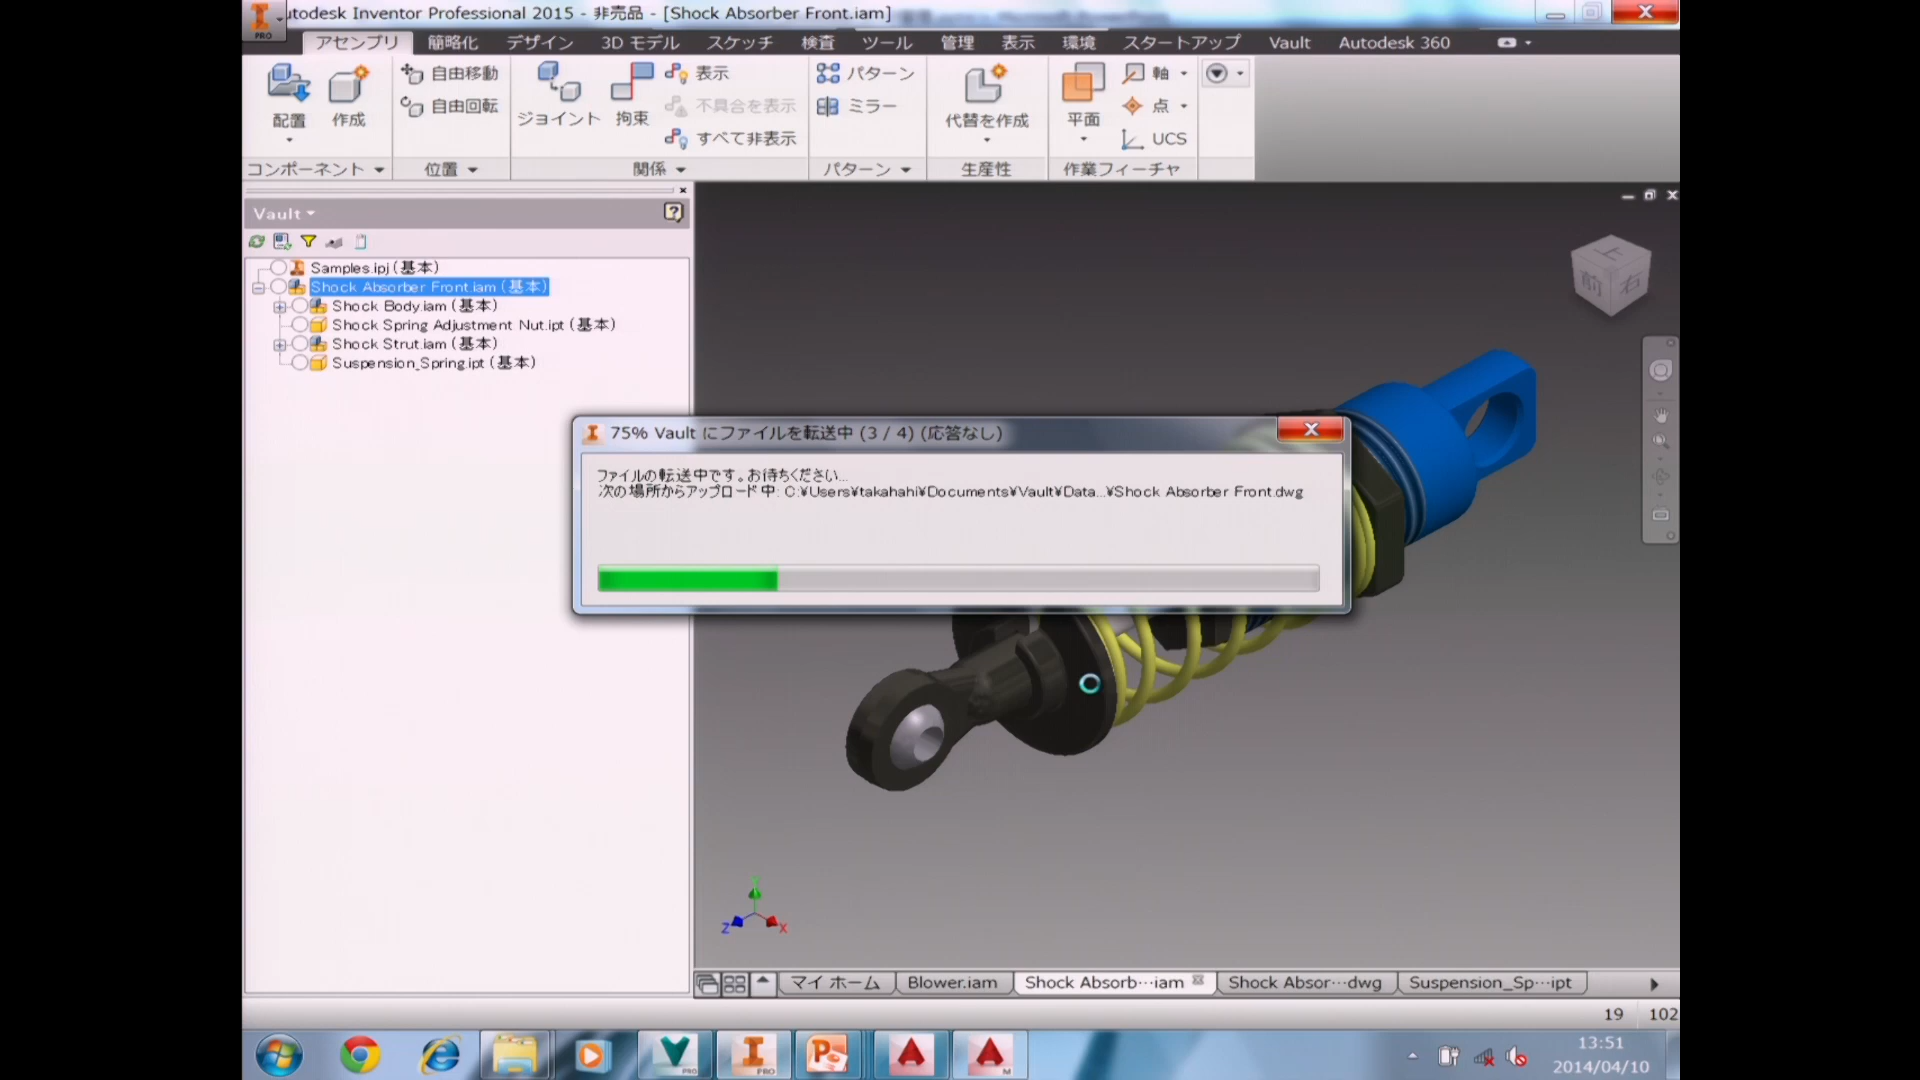 utodesk Inventor Professional 2015 - 非売品 - [Shock Absorber Front.iam]
PRO
アセンブリ 簡略化 デザイン 3D モデル スケッチ 検査 ツール 管理 表示 環境 スタートアップ Vault Autodesk 360
配置 作成 自由移動 自由回転
ジョイント 拘束 表示 不具合を表示 すべて非表示
パターン ミラー
代替を作成
平面 軸 点 UCS
コンポーネント 位置 関係 パターン 生産性 作業フィーチャ
Vault
Samples.ipj (基本)
Shock Absorber Front.iam (基本)
Shock Body.iam (基本)
Shock Spring Adjustment Nut.ipt (基本)
Shock Strut.iam (基本)
Suspension_Spring.ipt (基本)
上
前 右
75% Vault にファイルを転送中 (3 / 4) (応答なし)
ファイルの転送中です。お待ちください...
次の場所からアップロード中: C:¥Users¥takahahi¥Documents¥Vault¥Data...¥Shock Absorber Front.dwg
Y
Z X
マイ ホーム Blower.iam Shock Absorb…iam Shock Absor…dwg Suspension_Sp…ipt
19 102
PRO PRO M
13:51
2014/04/10